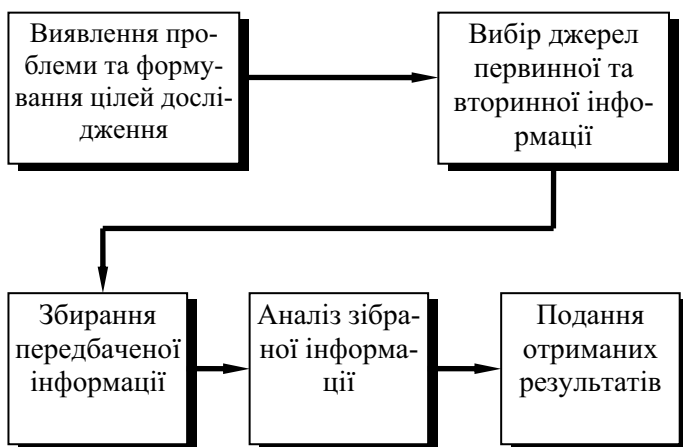 Виявлення про-
блеми та форму-
вання цілей дослі-
дження
Вибір джерел
первинної та
вторинної інфо-
рмації
Збирання
передбаченої
інформації
Аналіз зібра-
ної інформа-
ції
Подання
отриманих
результатів